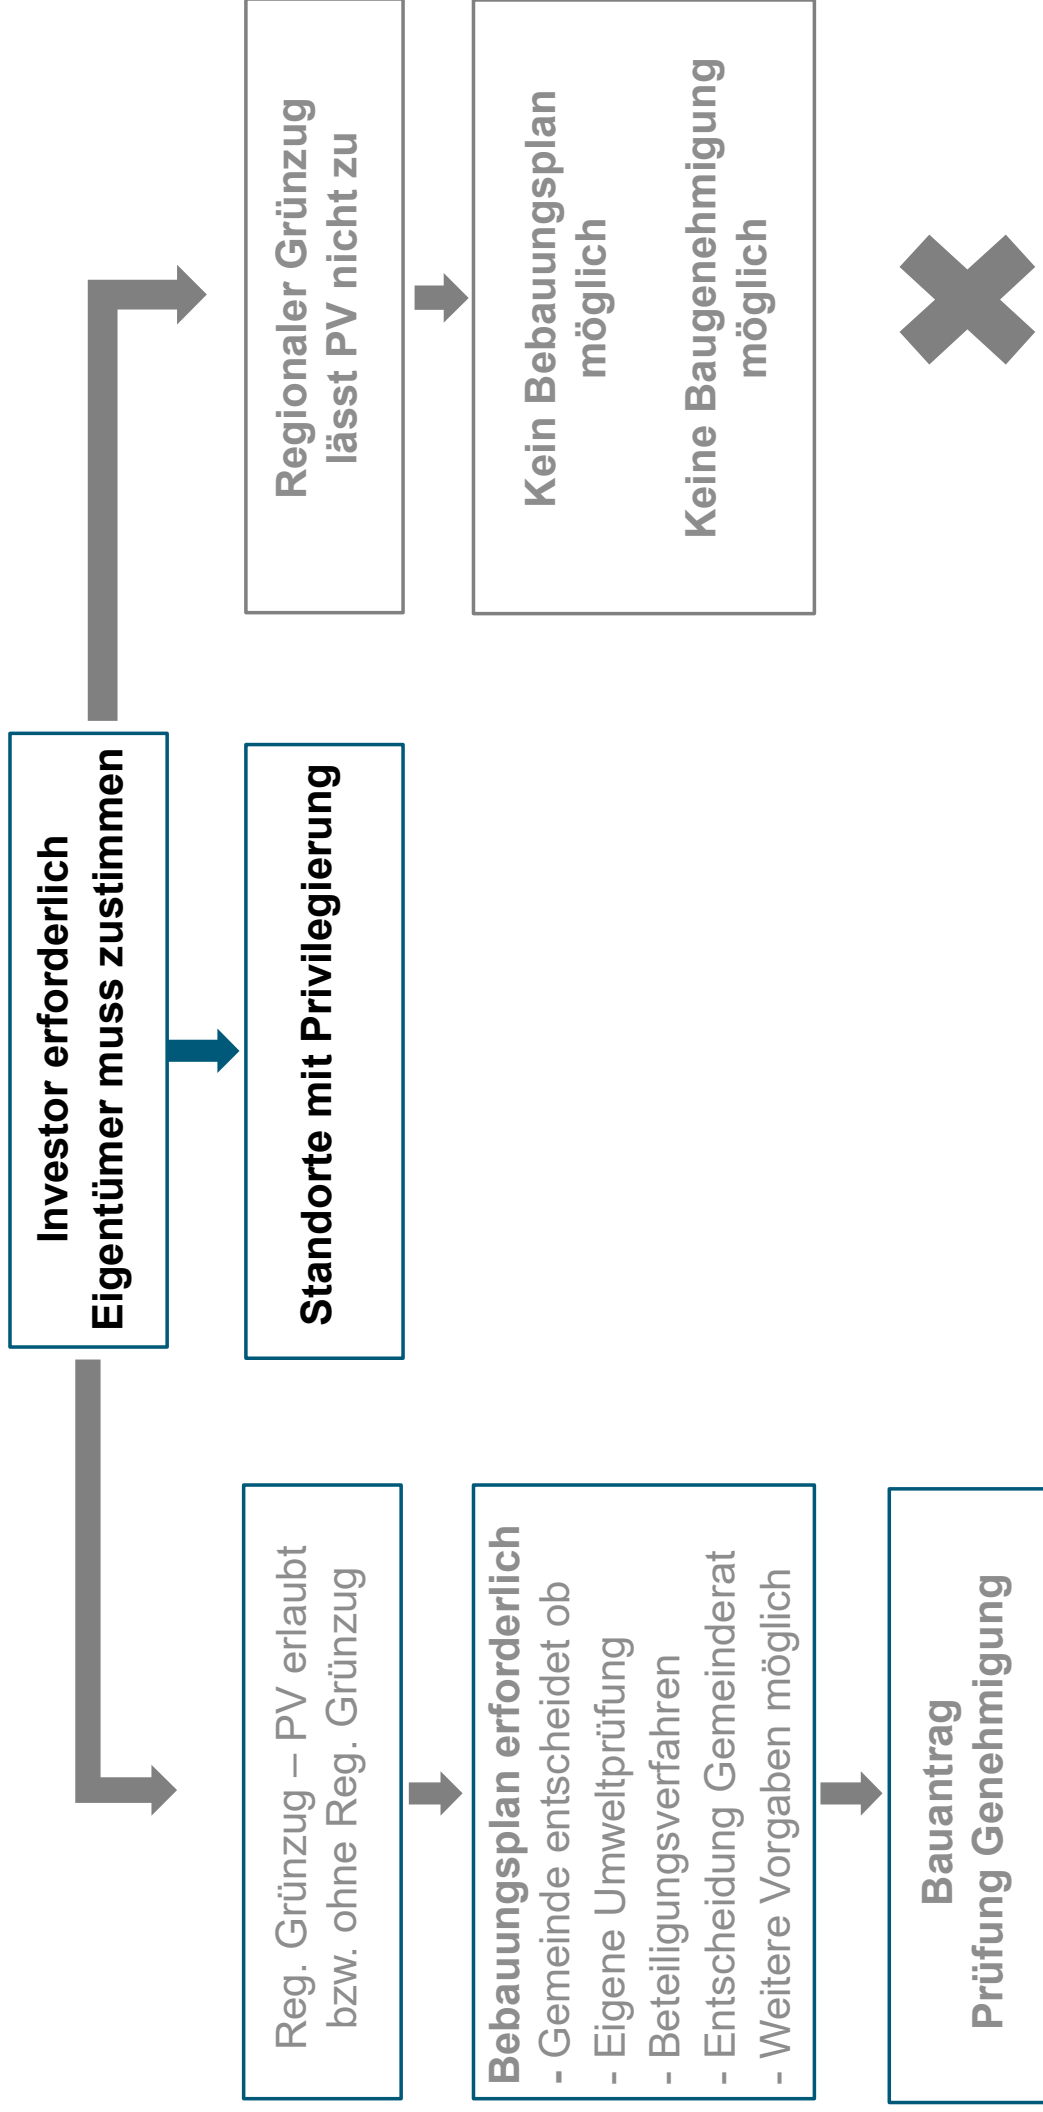 Investor erforderlich
Eigentümer muss zustimmen
Reg. Grünzug – PV erlaubt
bzw. ohne Reg. Grünzug
Standorte mit Privilegierung
Regionaler Grünzug
lässt PV nicht zu
Bebauungsplan erforderlich
- Gemeinde entscheidet ob
- Eigene Umweltprüfung
- Beteiligungsverfahren
- Entscheidung Gemeinderat
- Weitere Vorgaben möglich
Kein Bebauungsplan
möglich
Keine Baugenehmigung
möglich
Bauantrag
Prüfung Genehmigung